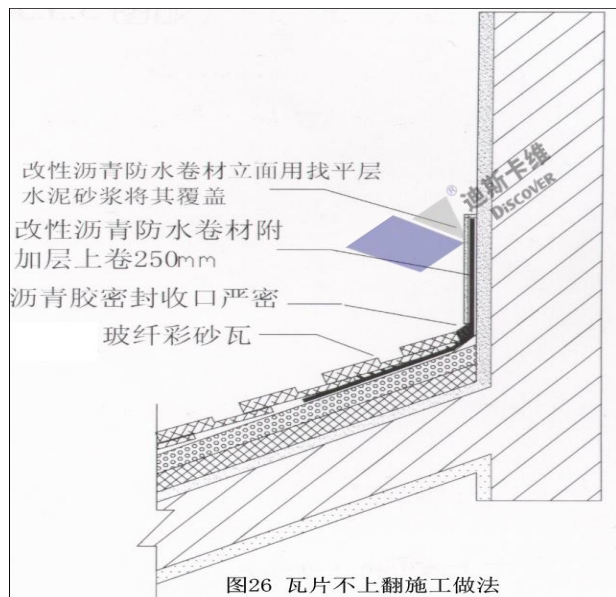 改性沥青防水卷材立面用找平层
水泥砂浆将其覆盖
改性沥青防水卷材附
加层上卷250mm
沥青胶密封收口严密
玻纤彩砂瓦
®
迪斯卡维
DISCOVER
图26 瓦片不上翻施工做法